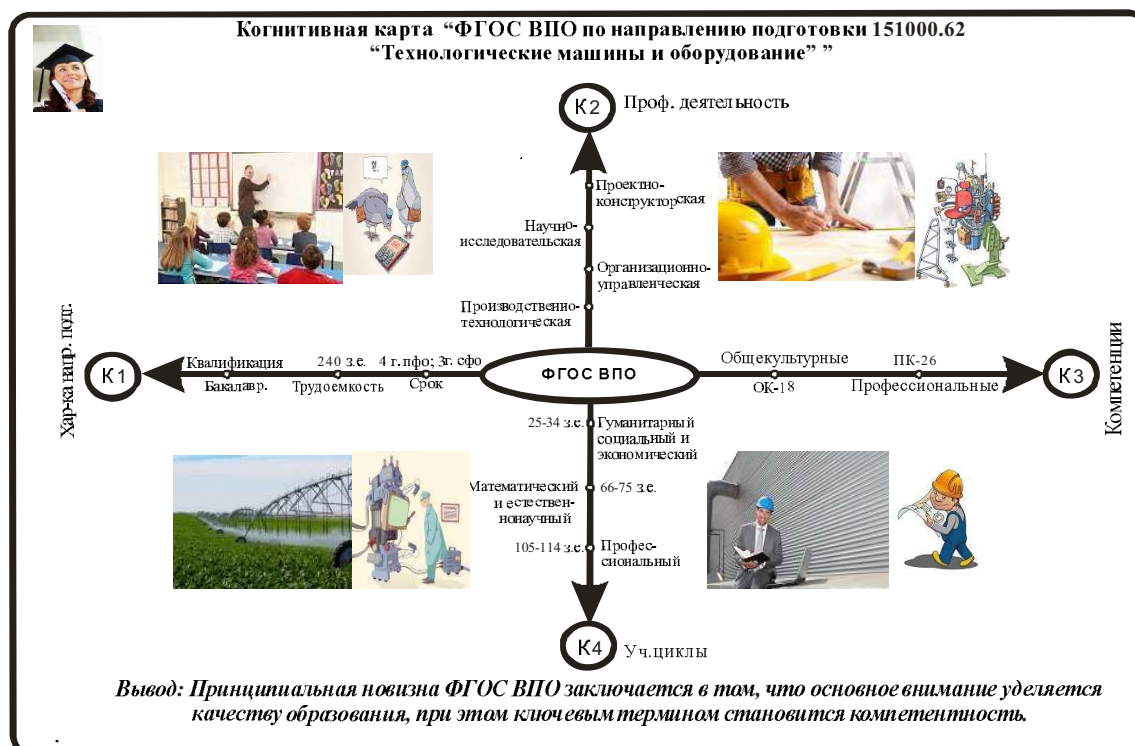 Когнитивная карта “ФГОС ВПО по направлению подготовки 151000.62
“Технологические машины и оборудование” ”
К2
Проф. деятельность
!!
Проектно-
конструкторская
Научно-
исследовательская
Организационно-
управленческая
Производственно-
технологическая
Хар-ка напр. подг.
К1
Квалификация
Бакалавр.
240 з.е.
Трудоемкость
4 г. пфо; 3г. сфо
Срок
ФГОС ВПО
Общекультурные
ОК-18
ПК-26
Профессиональные
К3
Компетенции
25-34 з.е.
Гуманитарный
социальный и
экономический
Математический
и естествен-
нонаучный
66-75 з.е.
105-114 з.е.
Профес-
сиональный
К4
Уч.циклы
Вывод: Принципиальная новизна ФГОС ВПО заключается в том, что основное внимание уделяется
качеству образования, при этом ключевым термином становится компетентность.